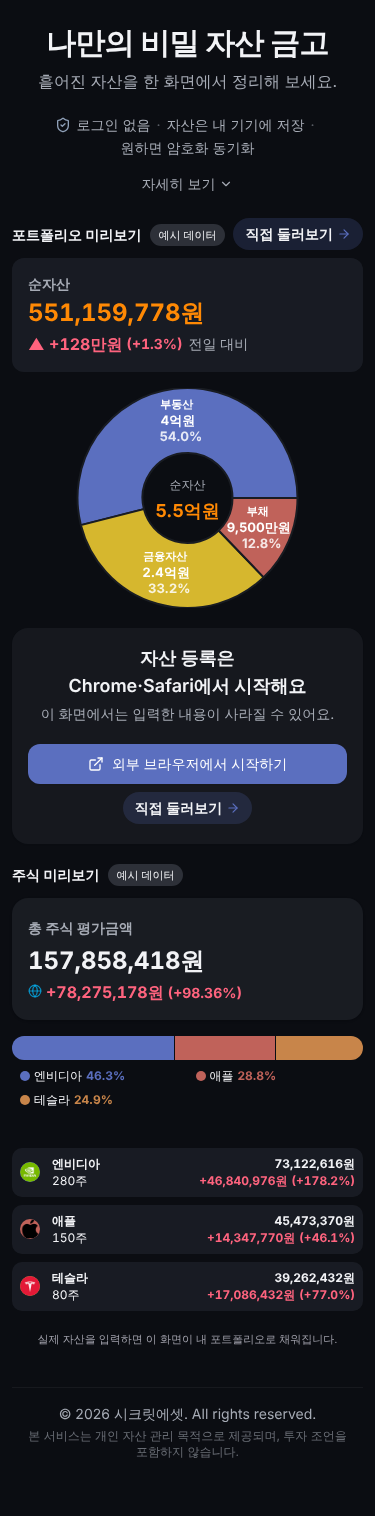 나만의 비밀 자산 금고
흩어진 자산을 한 화면에서 정리해 보세요.
로그인 없음 · 자산은 내 기기에 저장 ·
원하면 암호화 동기화
자세히 보기
포트폴리오 미리보기 예시 데이터 직접 둘러보기 →
순자산
551,159,778원
▲ +128만원 (+1.3%) 전일 대비
부동산
4억원
54.0%
순자산
5.5억원
부채
9,500만원
12.8%
금융자산
2.4억원
33.2%
자산 등록은
Chrome·Safari에서 시작해요
이 화면에서는 입력한 내용이 사라질 수 있어요.
외부 브라우저에서 시작하기
직접 둘러보기 →
주식 미리보기 예시 데이터
총 주식 평가금액
157,858,418원
+78,275,178원 (+98.36%)
엔비디아 46.3% 애플 28.8%
테슬라 24.9%
엔비디아 73,122,616원
280주 +46,840,976원 (+178.2%)
애플 45,473,370원
150주 +14,347,770원 (+46.1%)
테슬라 39,262,432원
80주 +17,086,432원 (+77.0%)
실제 자산을 입력하면 이 화면이 내 포트폴리오로 채워집니다.
© 2026 시크릿에셋. All rights reserved.
본 서비스는 개인 자산 관리 목적으로 제공되며, 투자 조언을
포함하지 않습니다.